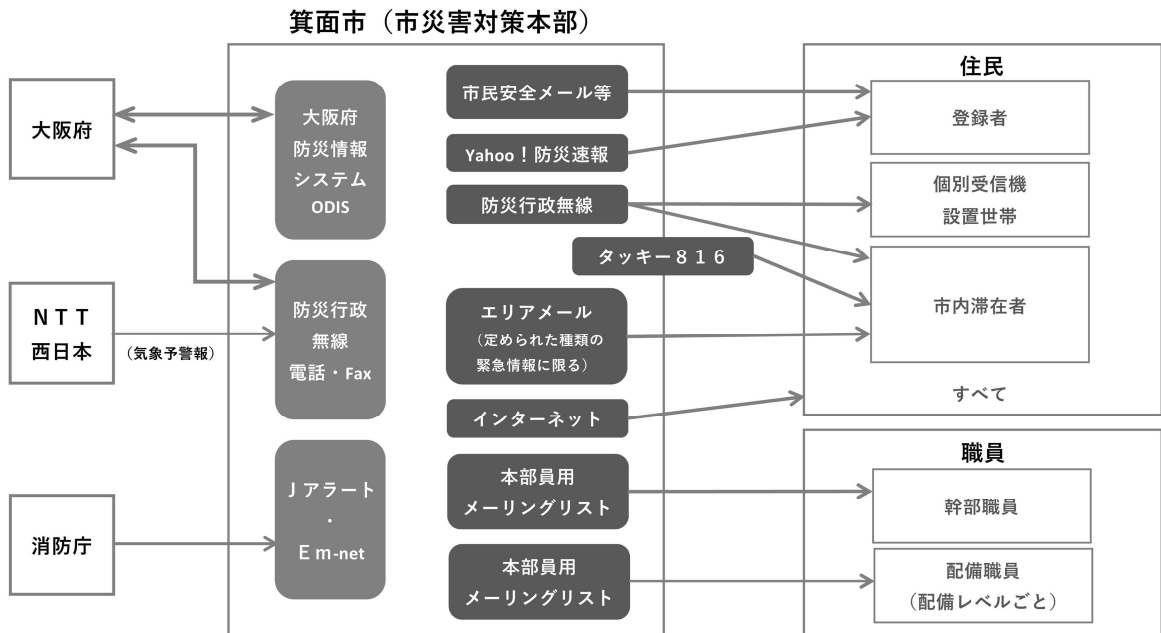 箕面市（市災害対策本部）
大阪府
ＮＴＴ
西日本
（気象予警報）
消防庁
大阪府
防災情報
システム
ODIS
防災行政
無線
電話・Fax
Ｊアラート
・
Ｅｍ-net
市民安全メール等
Yahoo！防災速報
防災行政無線
タッキー８１６
エリアメール
（定められた種類の
緊急情報に限る）
インターネット
本部員用
メーリングリスト
本部員用
メーリングリスト
住民
登録者
個別受信機
設置世帯
市内滞在者
すべて
職員
幹部職員
配備職員
（配備レベルごと）